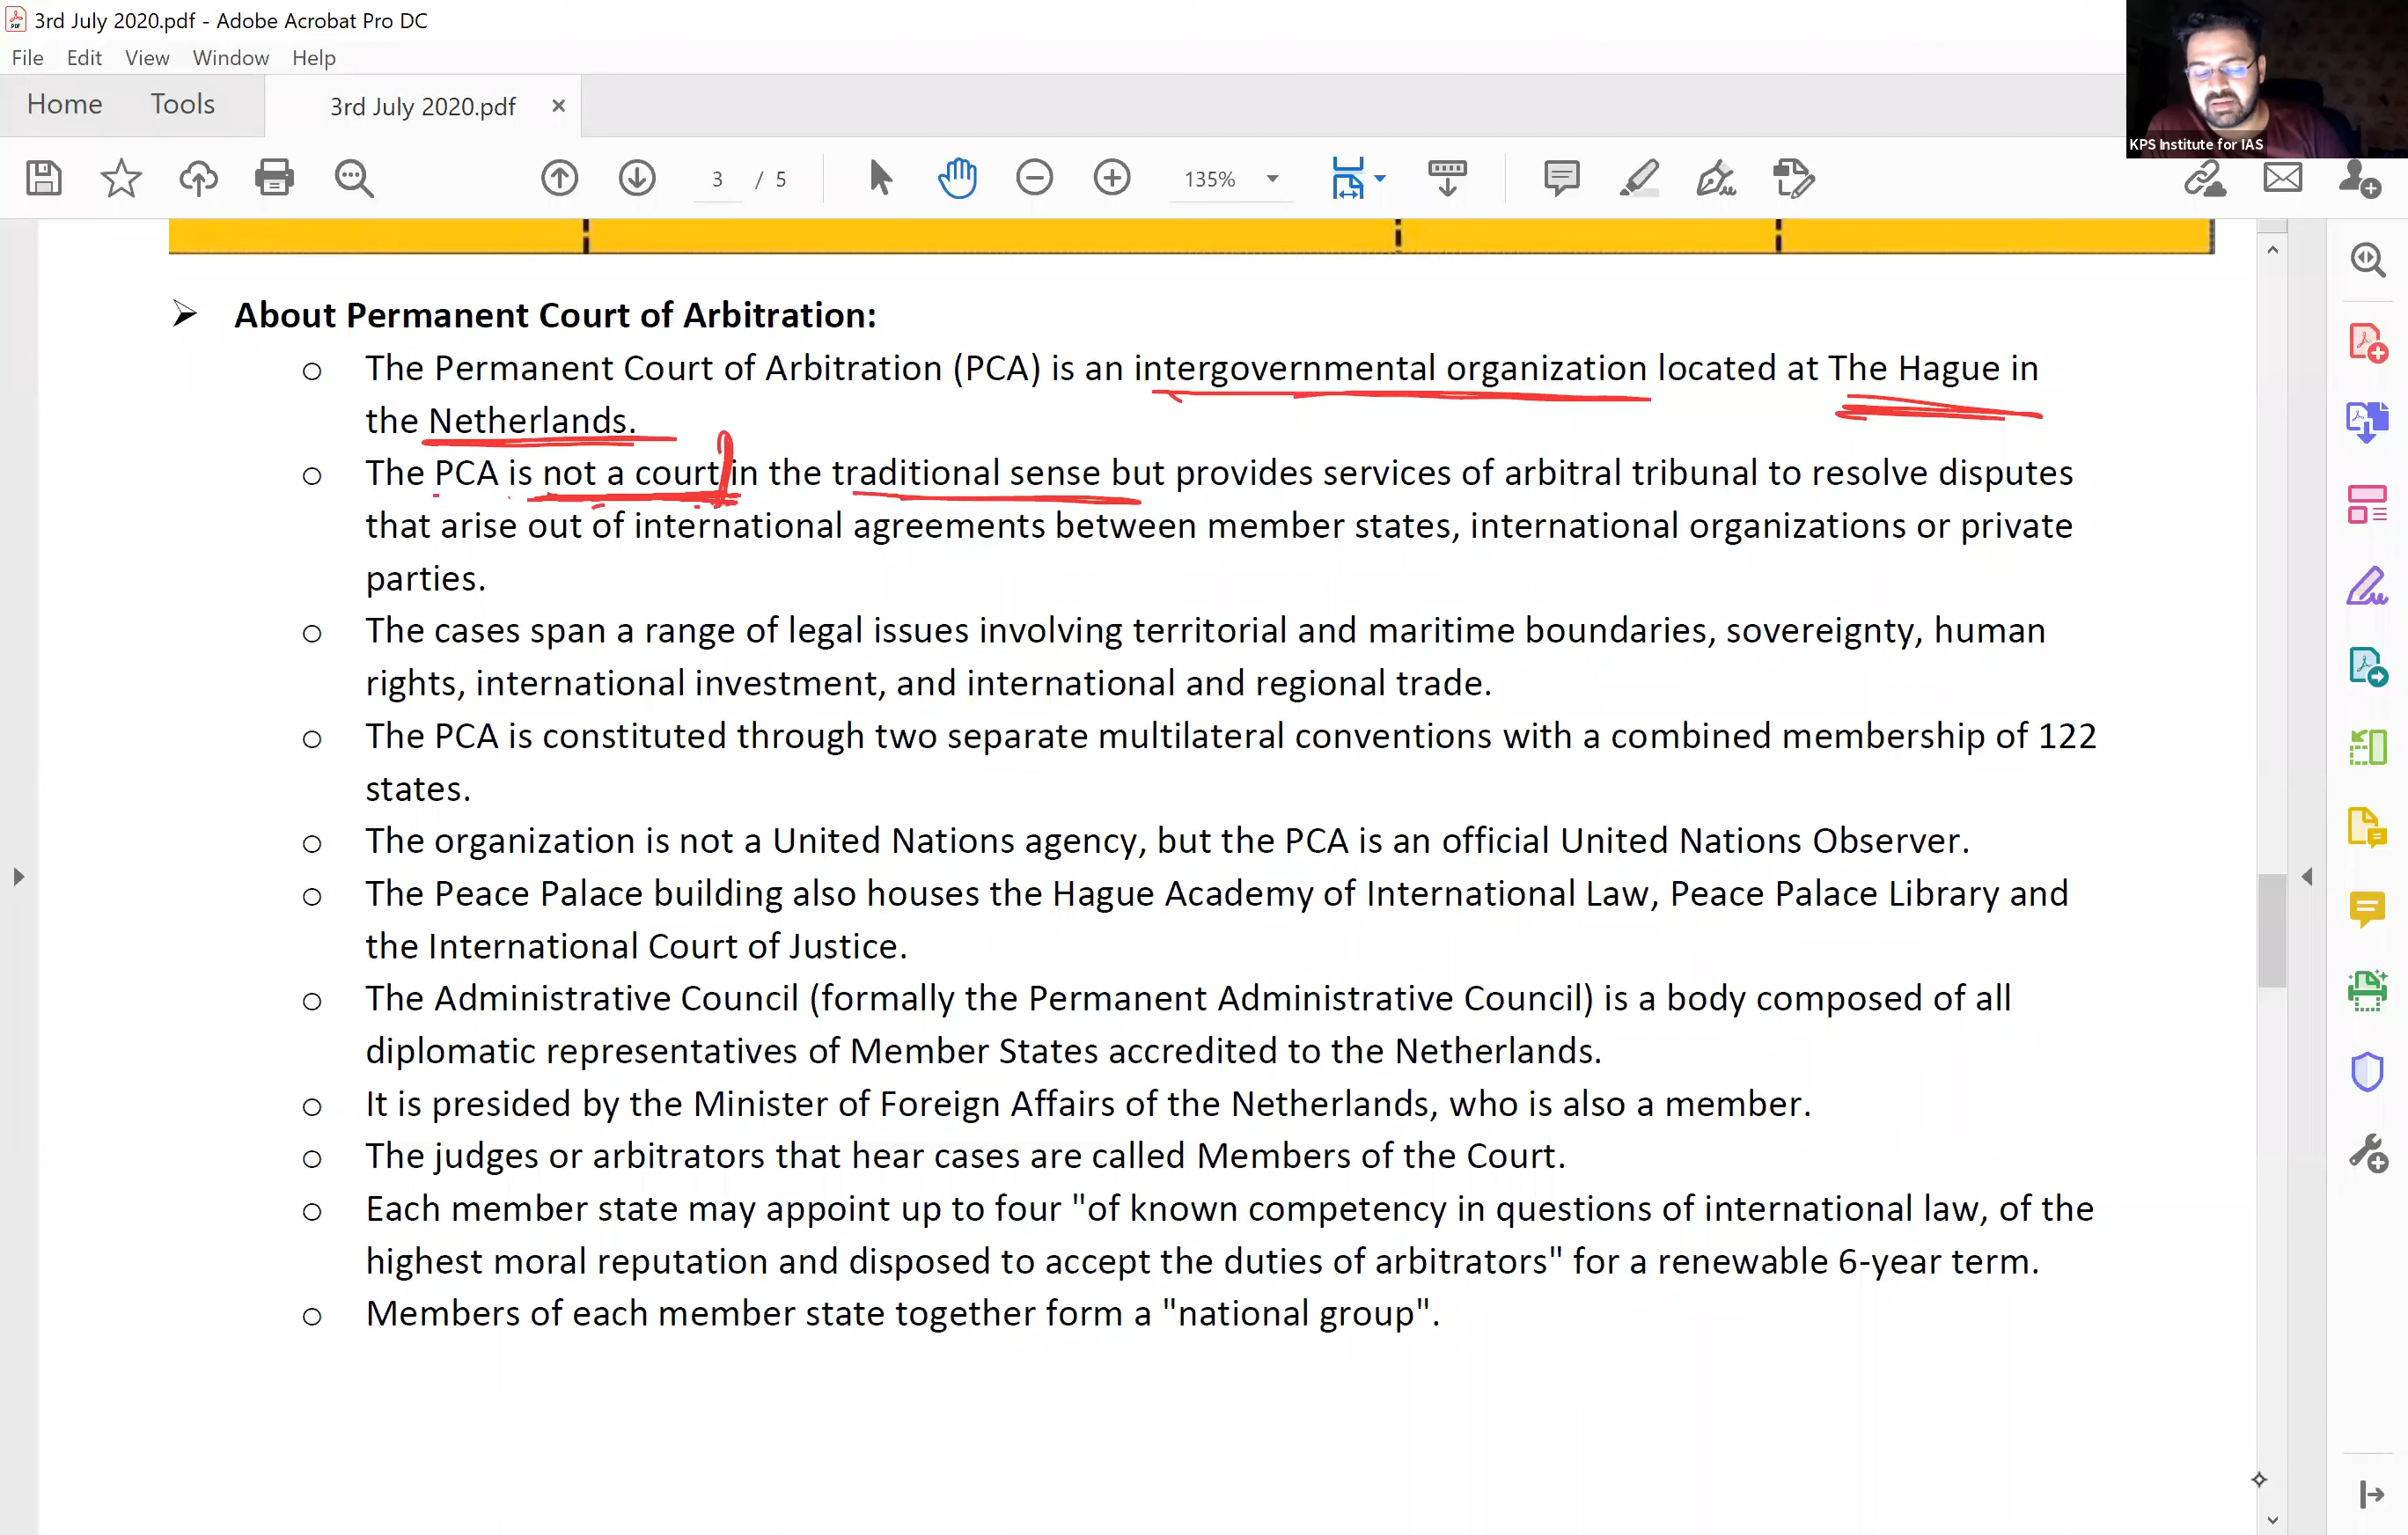 3rd July 2020.pdf - Adobe Acrobat Pro DC
File Edit View Window Help
KPS Institute for IAS
Home Tools 3rd July 2020.pdf ×
3 / 5 135%
➢ About Permanent Court of Arbitration:
o The Permanent Court of Arbitration (PCA) is an intergovernmental organization located at The Hague in
the Netherlands.
o The PCA is not a court in the traditional sense but provides services of arbitral tribunal to resolve disputes
that arise out of international agreements between member states, international organizations or private
parties.
o The cases span a range of legal issues involving territorial and maritime boundaries, sovereignty, human
rights, international investment, and international and regional trade.
o The PCA is constituted through two separate multilateral conventions with a combined membership of 122
states.
o The organization is not a United Nations agency, but the PCA is an official United Nations Observer.
o The Peace Palace building also houses the Hague Academy of International Law, Peace Palace Library and
the International Court of Justice.
o The Administrative Council (formally the Permanent Administrative Council) is a body composed of all
diplomatic representatives of Member States accredited to the Netherlands.
o It is presided by the Minister of Foreign Affairs of the Netherlands, who is also a member.
o The judges or arbitrators that hear cases are called Members of the Court.
o Each member state may appoint up to four "of known competency in questions of international law, of the
highest moral reputation and disposed to accept the duties of arbitrators" for a renewable 6-year term.
o Members of each member state together form a "national group".